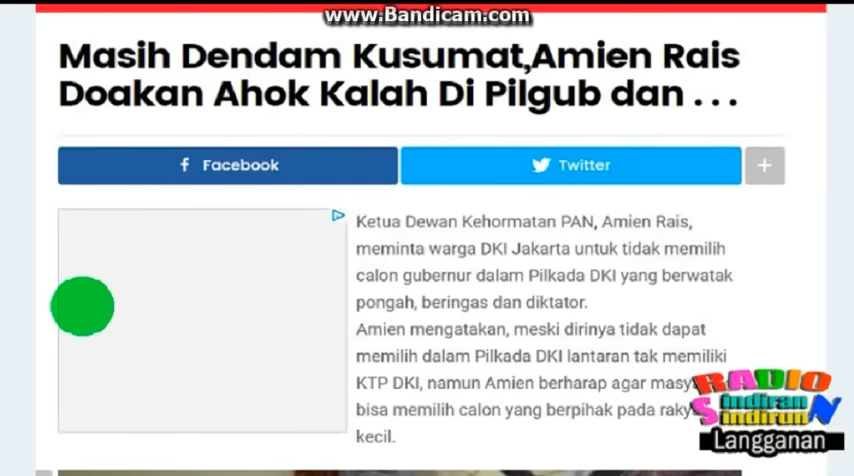 www.Bandicam.com
Masih Dendam Kusumat,Amien Rais
Doakan Ahok Kalah Di Pilgub dan . . .
Facebook
Twitter
Ketua Dewan Kehormatan PAN, Amien Rais,
meminta warga DKI Jakarta untuk tidak memilih
calon gubernur dalam Pilkada DKI yang berwatak
pongah, beringas dan diktator.
Amien mengatakan, meski dirinya tidak dapat
memilih dalam Pilkada DKI lantaran tak memiliki
KTP DKI, namun Amien berharap agar
bisa memilih calon yang berpihak pada
kecil.
RADIO
Sindiran
Sindirun
Langganan